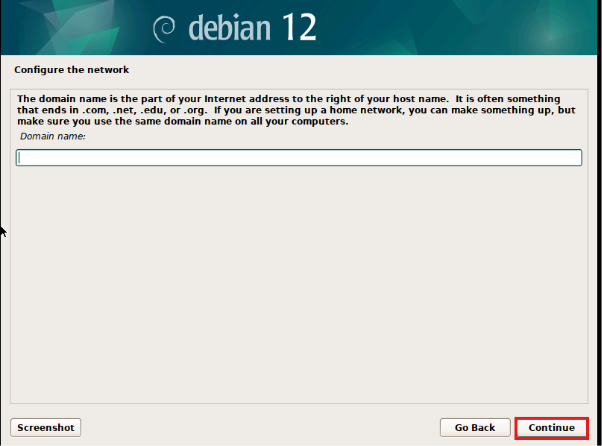 debian 12
Configure the network
The domain name is the part of your Internet address to the right of your host name.  It is often something
that ends in .com, .net, .edu, or .org.  If you are setting up a home network, you can make something up, but
make sure you use the same domain name on all your computers.
Domain name:
Screenshot
Go Back
Continue